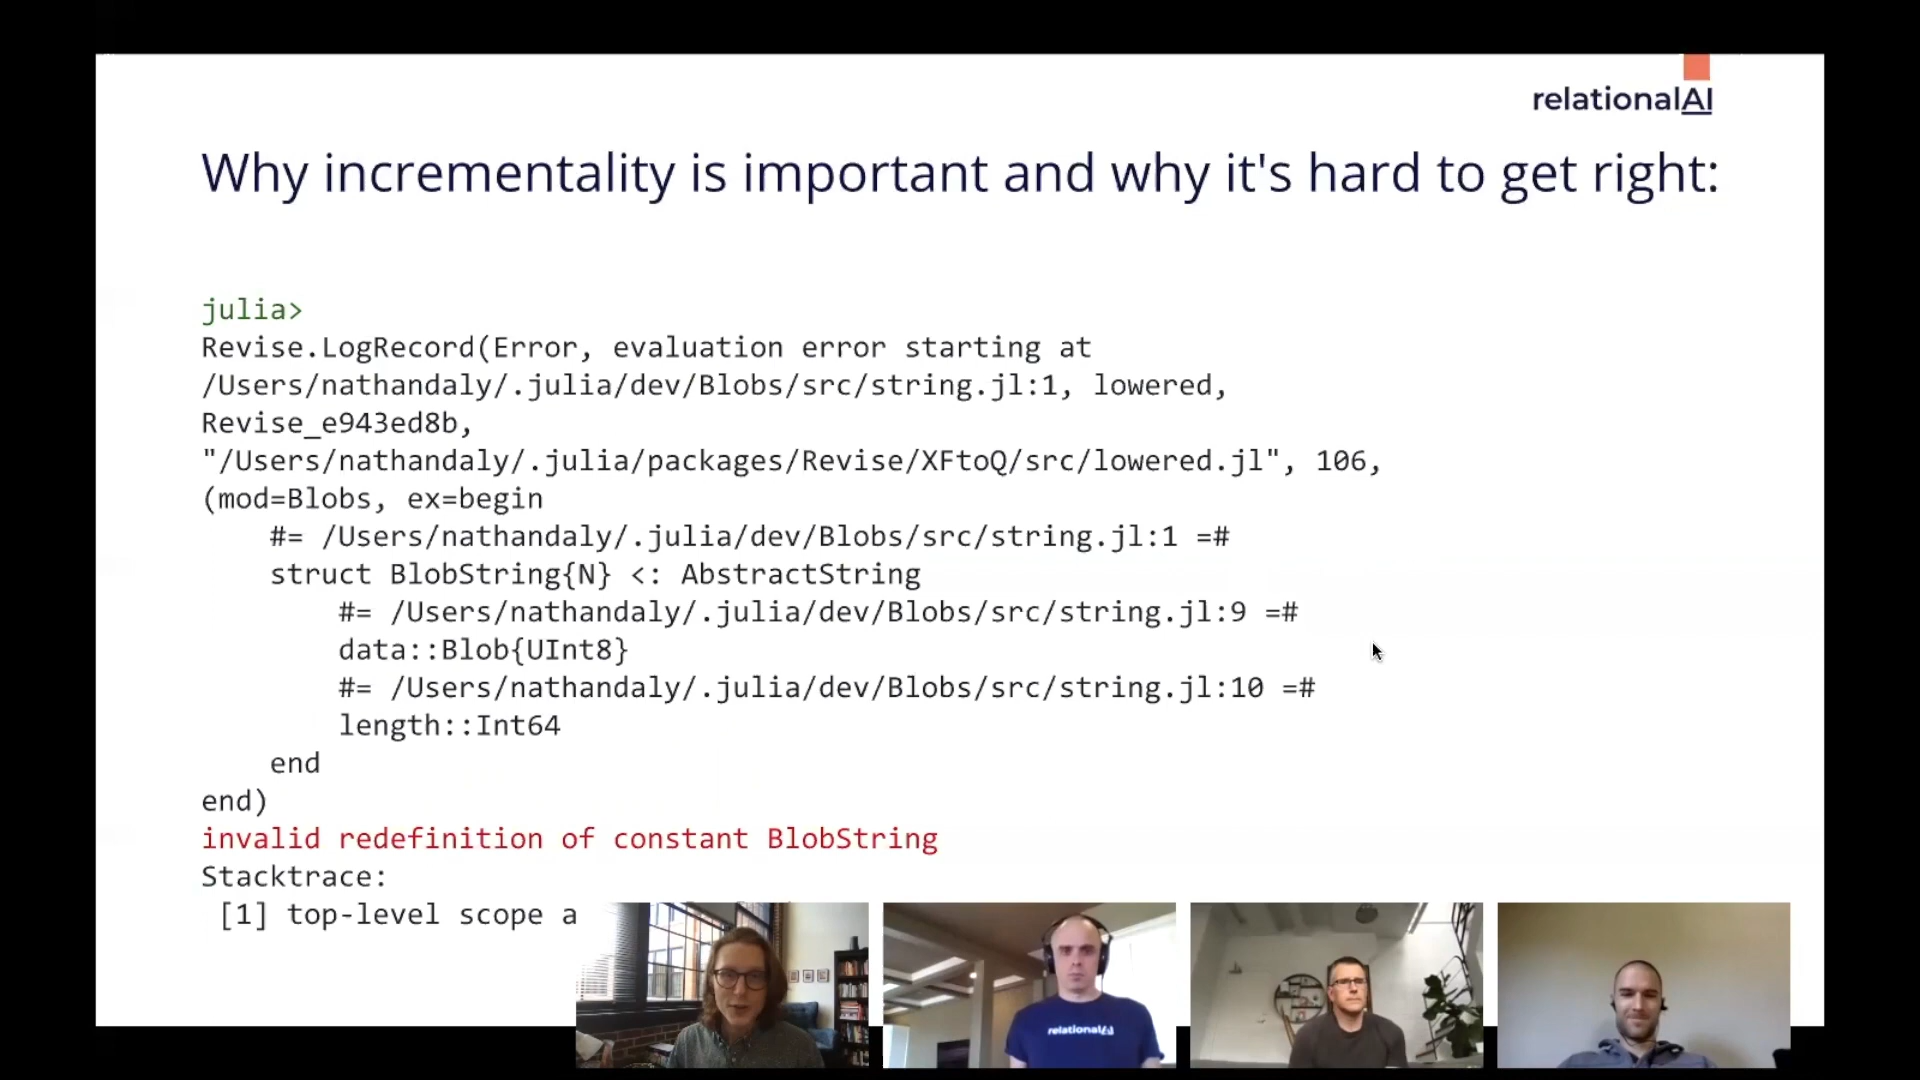 relationalAI
Why incrementality is important and why it's hard to get right:
julia>
Revise.LogRecord(Error, evaluation error starting at
/Users/nathandaly/.julia/dev/Blobs/src/string.jl:1, lowered,
Revise_e943ed8b,
"/Users/nathandaly/.julia/packages/Revise/XFtoQ/src/lowered.jl", 106,
(mod=Blobs, ex=begin
    #= /Users/nathandaly/.julia/dev/Blobs/src/string.jl:1 =#
    struct BlobString{N} <: AbstractString
        #= /Users/nathandaly/.julia/dev/Blobs/src/string.jl:9 =#
        data::Blob{UInt8}
        #= /Users/nathandaly/.julia/dev/Blobs/src/string.jl:10 =#
        length::Int64
    end
end)
invalid redefinition of constant BlobString
Stacktrace:
 [1] top-level scope a
relationalAI